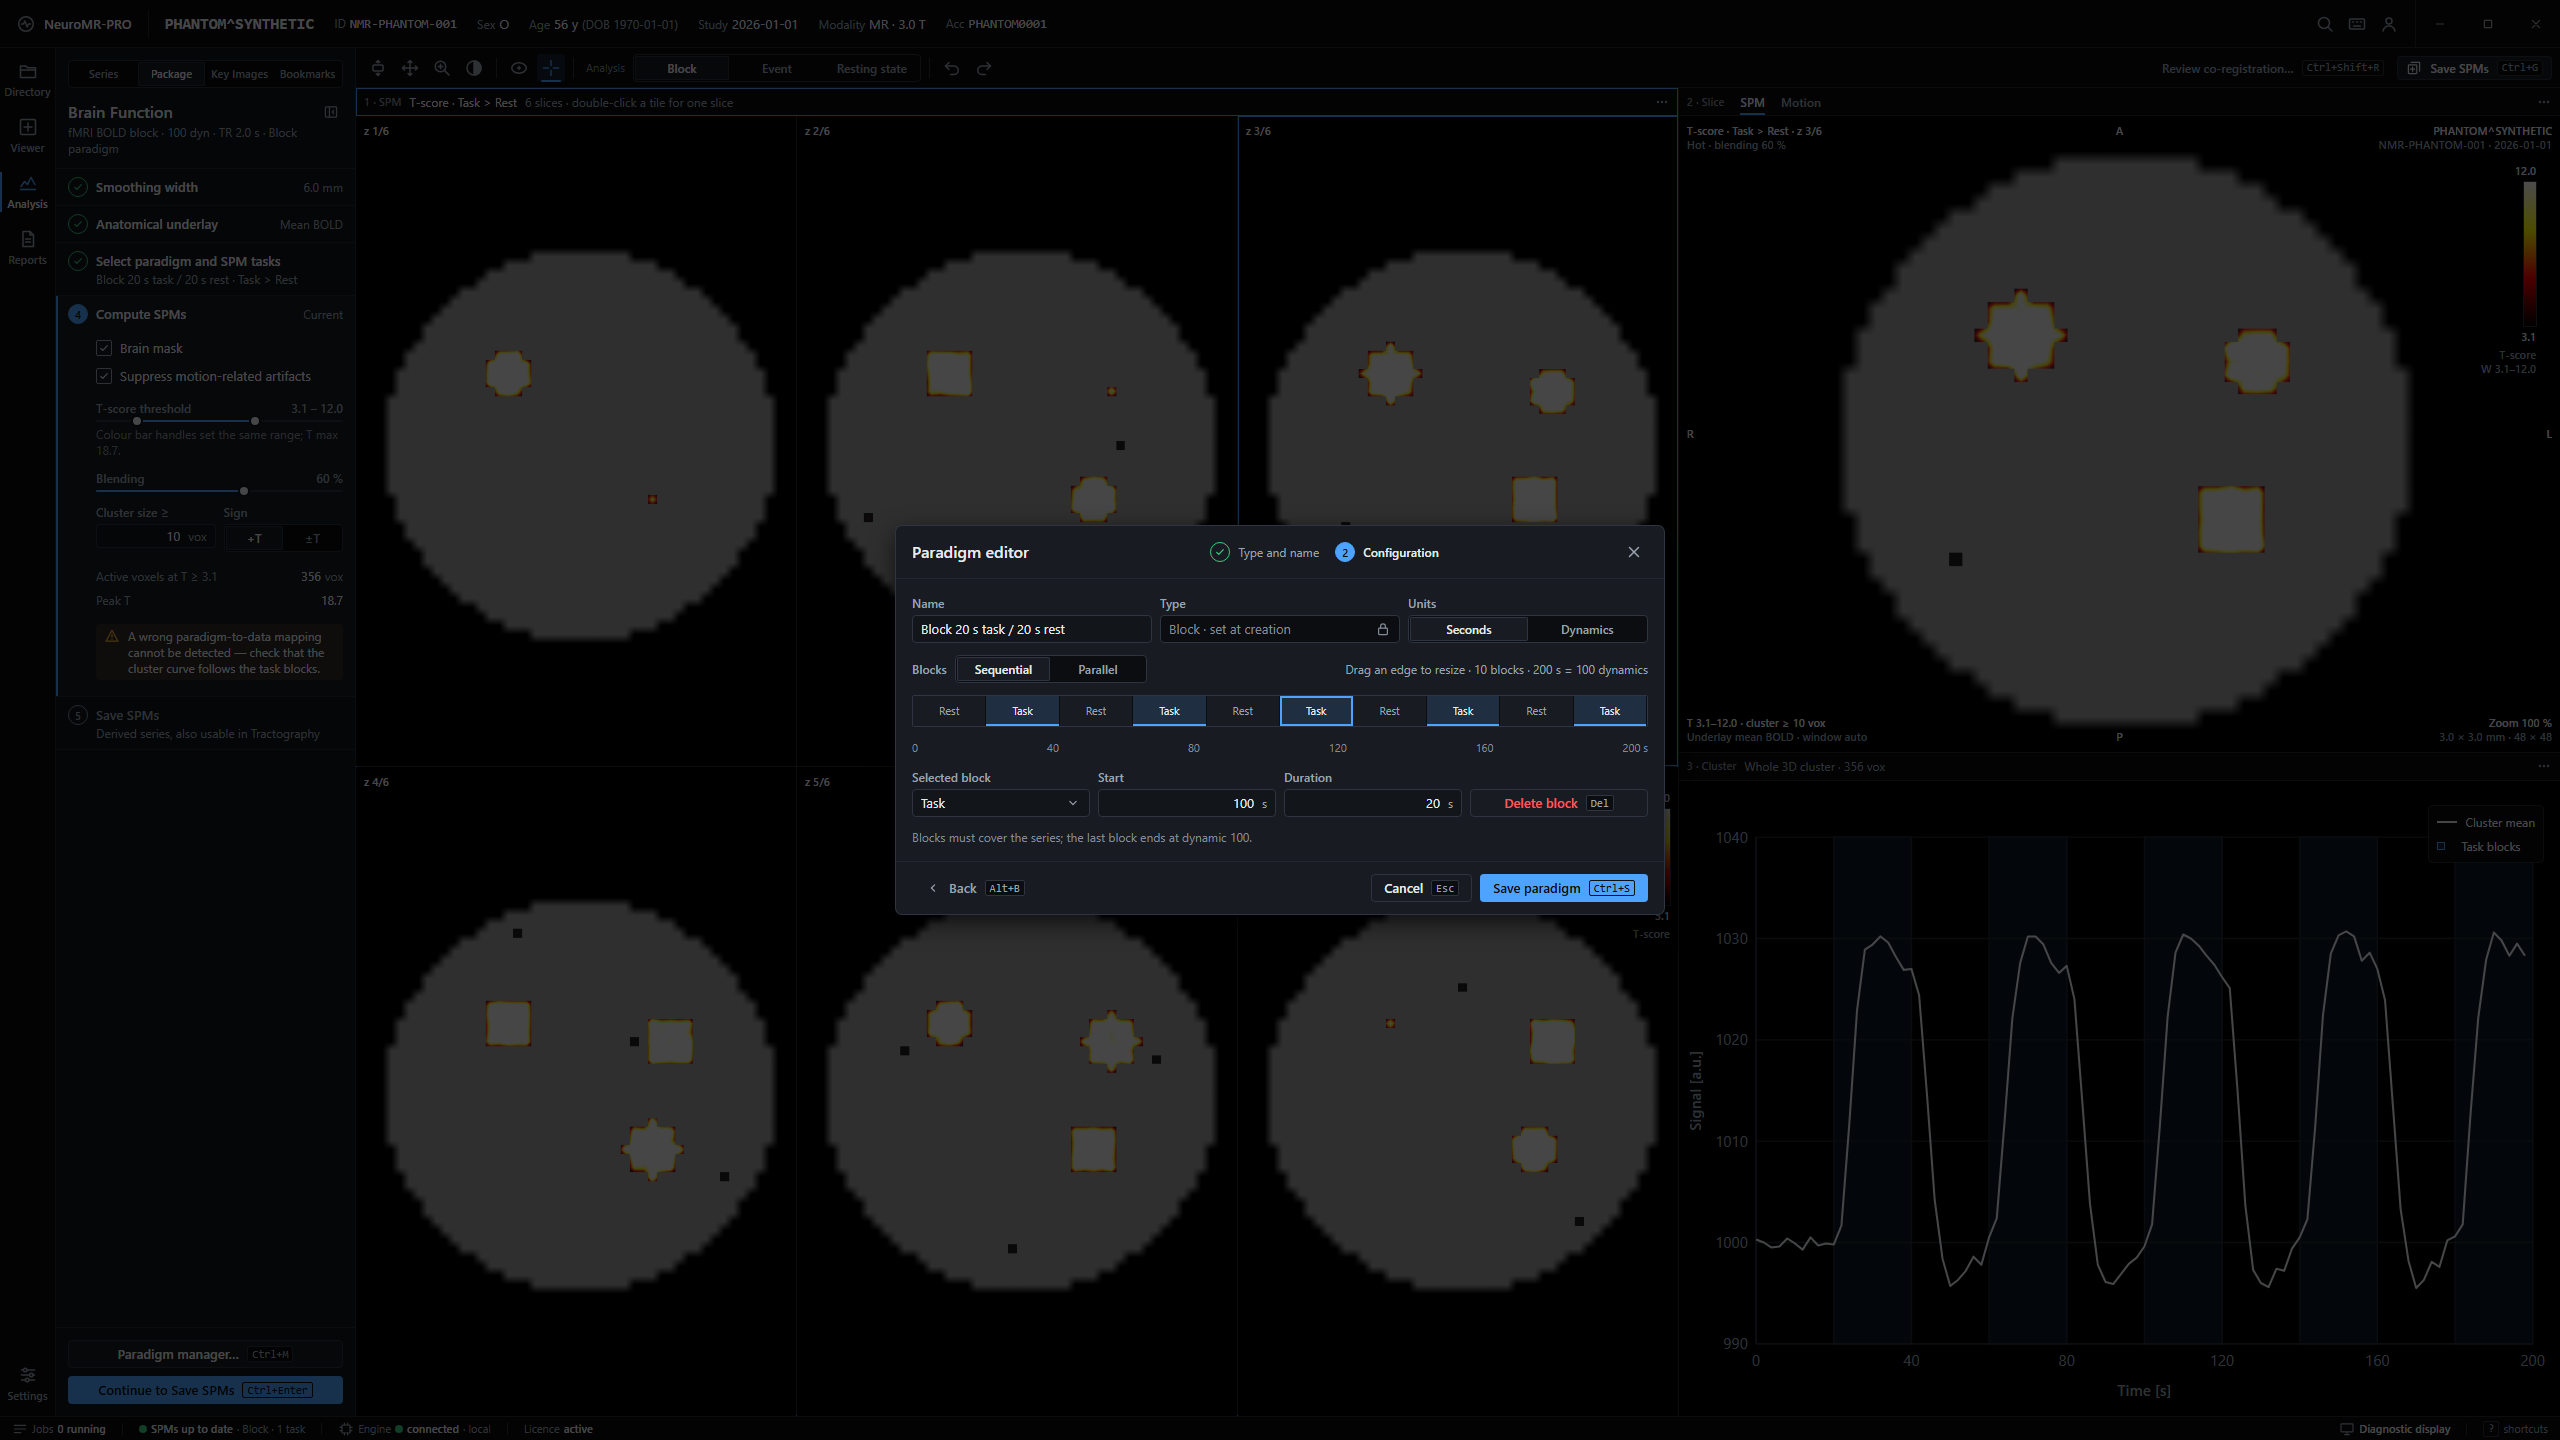 NeuroMR-PRO PHANTOM^SYNTHETIC ID NMR-PHANTOM-001 Sex O Age 56 y (DOB 1970-01-01) Study 2026-01-01 Modality MR · 3.0 T Acc PHANTOM0001
Directory
Viewer
Analysis
Reports
Settings
Series Package Key Images Bookmarks
Brain Function
fMRI BOLD block · 100 dyn · TR 2.0 s · Block
paradigm
Smoothing width 6.0 mm
Anatomical underlay Mean BOLD
Select paradigm and SPM tasks
Block 20 s task / 20 s rest · Task > Rest
4 Compute SPMs Current
Brain mask
Suppress motion-related artifacts
T-score threshold 3.1 – 12.0
Colour bar handles set the same range; T max
18.7.
Blending 60 %
Cluster size ≥ Sign
10 vox +T ±T
Active voxels at T ≥ 3.1 356 vox
Peak T 18.7
A wrong paradigm-to-data mapping
cannot be detected — check that the
cluster curve follows the task blocks.
5 Save SPMs
Derived series, also usable in Tractography
Paradigm manager... Ctrl+M
Continue to Save SPMs Ctrl+Enter
Analysis Block Event Resting state
Review co-registration... Ctrl+Shift+R Save SPMs Ctrl+G
1 · SPM T-score · Task > Rest 6 slices · double-click a tile for one slice
z 1/6
z 2/6
z 3/6
z 4/6
z 5/6
3.1
T-score
2 · Slice SPM Motion
T-score · Task > Rest · z 3/6
Hot · blending 60 %
A
PHANTOM^SYNTHETIC
NMR-PHANTOM-001 · 2026-01-01
12.0
3.1
T-score
W 3.1–12.0
R
L
T 3.1–12.0 · cluster ≥ 10 vox
Underlay mean BOLD · window auto
P
Zoom 100 %
3.0 × 3.0 mm · 48 × 48
3 · Cluster Whole 3D cluster · 356 vox
Cluster mean
Task blocks
1040
1030
1020
1010
1000
990
Signal [a.u.]
0 40 80 120 160 200
Time [s]
Paradigm editor Type and name 2 Configuration
Name Type Units
Block 20 s task / 20 s rest Block · set at creation Seconds Dynamics
Blocks Sequential Parallel Drag an edge to resize · 10 blocks · 200 s = 100 dynamics
Rest Task Rest Task Rest Task Rest Task Rest Task
0 40 80 120 160 200 s
Selected block Start Duration
Task 100 s 20 s Delete block Del
Blocks must cover the series; the last block ends at dynamic 100.
Back Alt+B Cancel Esc Save paradigm Ctrl+S
Jobs 0 running SPMs up to date · Block · 1 task Engine connected · local Licence active Diagnostic display ? shortcuts